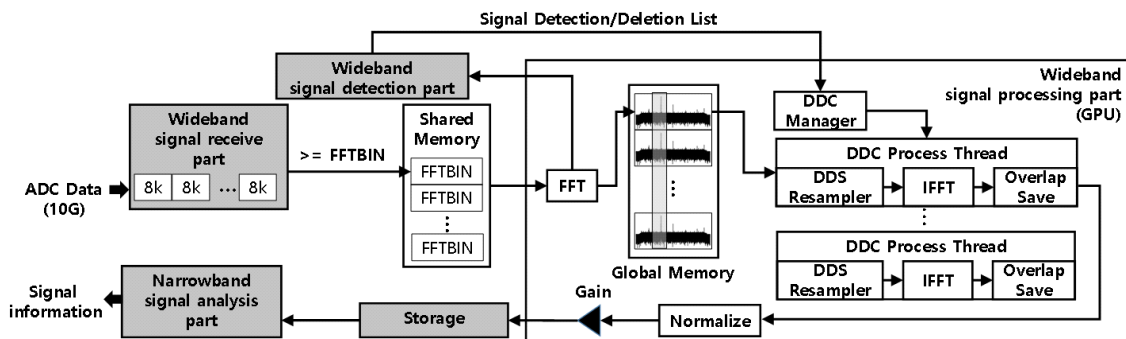 Signal Detection/Deletion List
Wideband
signal detection part
Wideband
signal processing part
(GPU)
Wideband
signal receive
part
8k 8k ... 8k
ADC Data
(10G)
>= FFTBIN
Shared
Memory
FFTBIN
FFTBIN
⋮
FFTBIN
FFT
⋮
Global Memory
DDC
Manager
DDC Process Thread
DDS
Resampler
IFFT
Overlap
Save
⋮
DDC Process Thread
DDS
Resampler
IFFT
Overlap
Save
Signal
information
Narrowband
signal analysis
part
Storage
Gain
Normalize